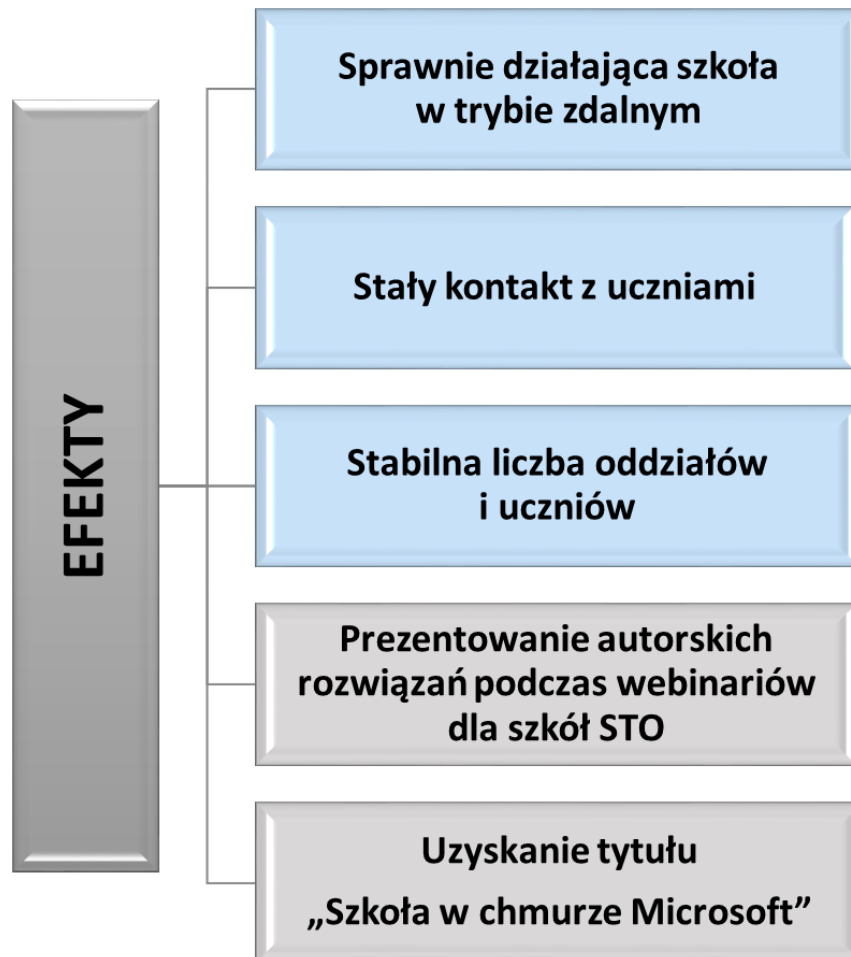 EFEKTY
Sprawnie działająca szkoła
w trybie zdalnym
Stały kontakt z uczniami
Stabilna liczba oddziałów
i uczniów
Prezentowanie autorskich
rozwiązań podczas webinariów
dla szkół STO
Uzyskanie tytułu
„Szkoła w chmurze Microsoft”